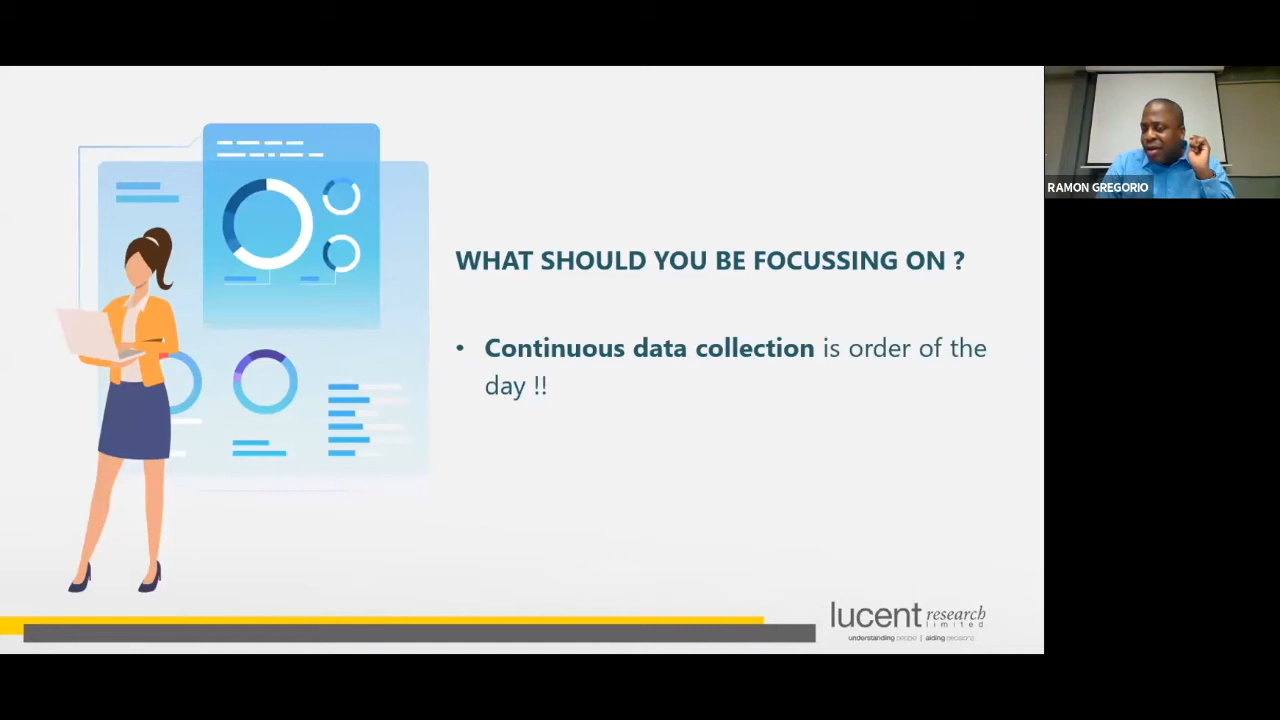 WHAT SHOULD YOU BE FOCUSSING ON ?
• Continuous data collection is order of the
day !!
RAMON GREGORIO
lucent research
limited
understanding people | aiding decisions